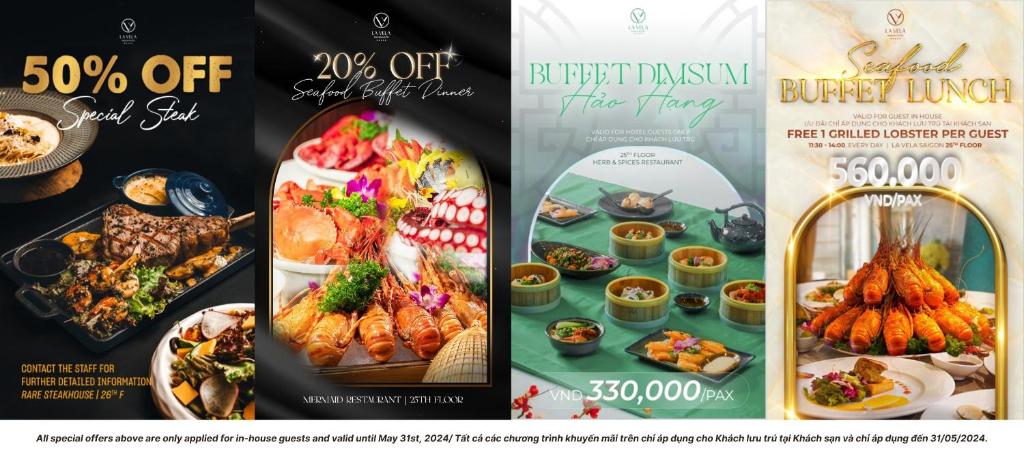 LA VELA
50% OFF
Special Steak
CONTACT THE STAFF FOR
FURTHER DETAILED INFORMATION
RARE STEAKHOUSE | 26TH F
LA VELA
20% OFF
Seafood Buffet Dinner
MERMAID RESTAURANT | 25TH FLOOR
LA VELA
BUFFET DIMSUM
Hảo Hạng
VALID FOR HOTEL GUESTS ONLY
CHỈ ÁP DỤNG CHO KHÁCH LƯU TRÚ
25TH FLOOR
HERB & SPICES RESTAURANT
VND 330,000/PAX
LA VELA
Seafood
BUFFET LUNCH
VALID FOR GUEST IN HOUSE
ƯU ĐÃI CHỈ ÁP DỤNG CHO KHÁCH LƯU TRÚ TẠI KHÁCH SẠN
FREE 1 GRILLED LOBSTER PER GUEST
11:30 - 14:00, EVERY DAY | LA VELA SAIGON 25TH FLOOR
560.000
VND/PAX
All special offers above are only applied for in-house guests and valid until May 31st, 2024/ Tất cả các chương trình khuyến mãi trên chỉ áp dụng cho Khách lưu trú tại Khách sạn và chỉ áp dụng đến 31/05/2024.